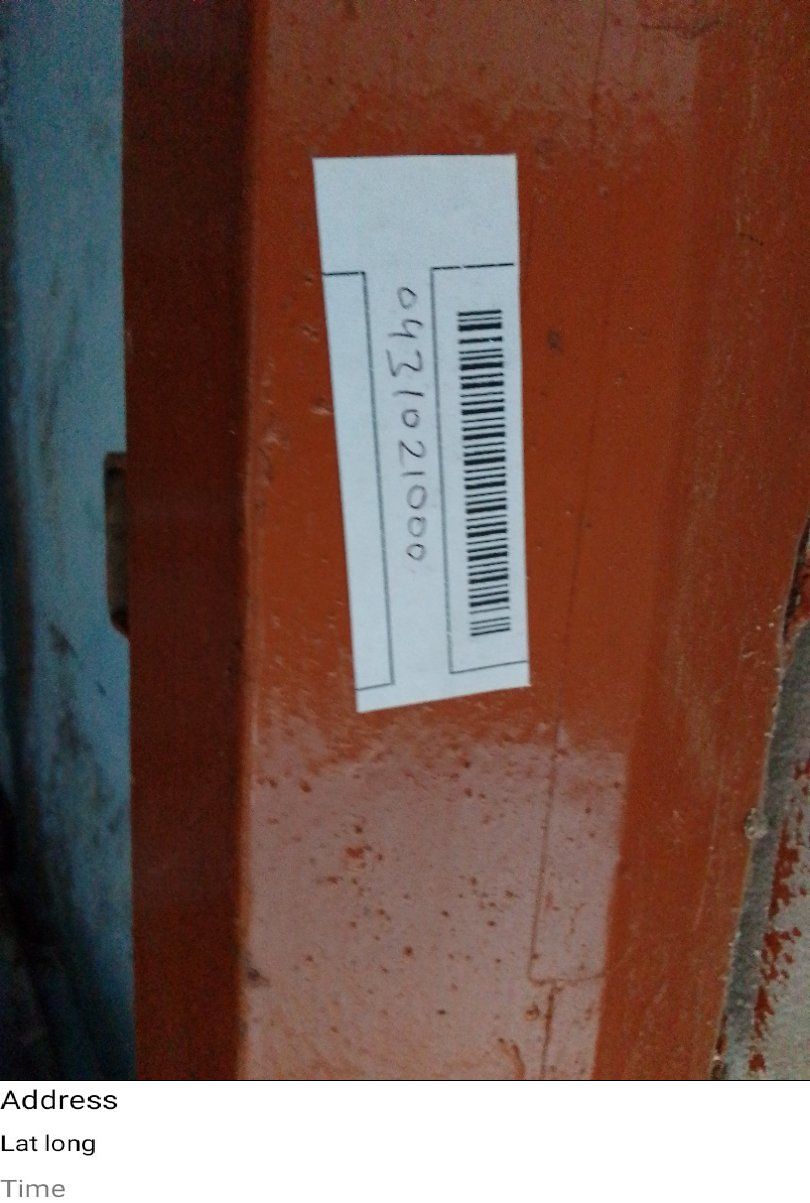 0431021000
Address
Lat long
Time